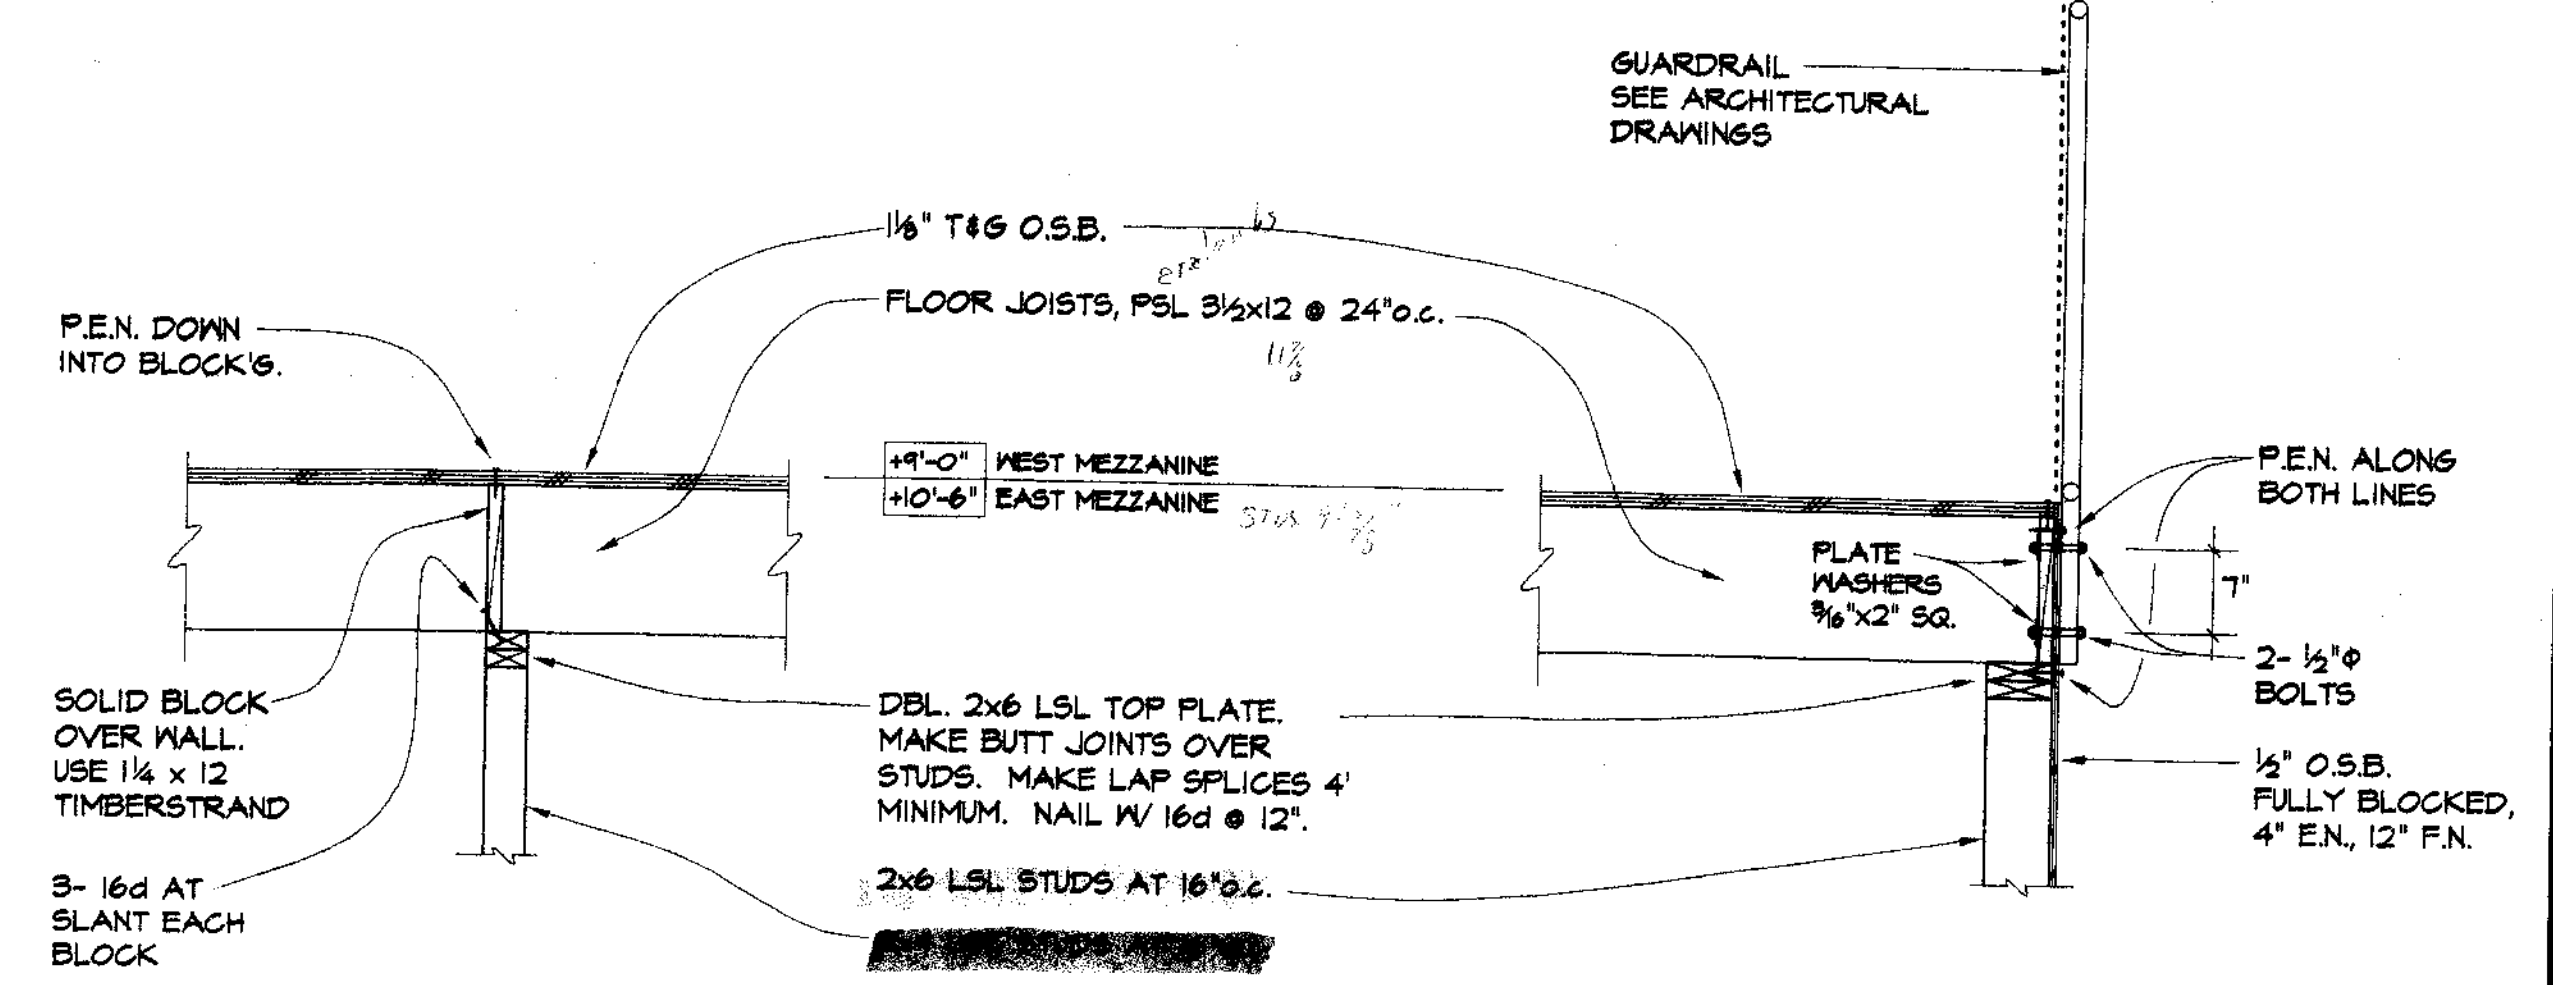 GUARDRAIL
SEE ARCHITECTURAL
DRAWINGS
1⅛" T&G O.S.B.
FLOOR JOISTS, PSL 3½x12 @ 24"o.c.
11⅞
P.E.N. DOWN
INTO BLOCK'G.
+9'-0" WEST MEZZANINE
+10'-6" EAST MEZZANINE
P.E.N. ALONG
BOTH LINES
PLATE
WASHERS
3/16"x2" SQ.
7"
2- ½"Φ
BOLTS
SOLID BLOCK
OVER WALL.
USE 1¼ x 12
TIMBERSTRAND
DBL. 2x6 LSL TOP PLATE.
MAKE BUTT JOINTS OVER
STUDS. MAKE LAP SPLICES 4'
MINIMUM. NAIL W/ 16d @ 12".
½" O.S.B.
FULLY BLOCKED,
4" E.N., 12" F.N.
3- 16d AT
SLANT EACH
BLOCK
2x6 LSL STUDS AT 16"o.c.